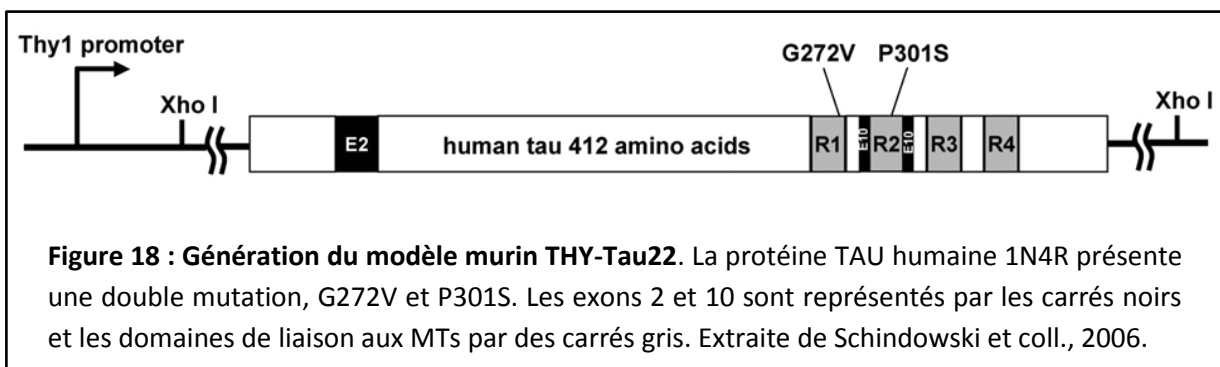 Thy1 promoter
G272V P301S
Xho I
Xho I
E2 human tau 412 amino acids R1 E10 R2 E10 R3 R4
Figure 18 : Génération du modèle murin THY-Tau22. La protéine TAU humaine 1N4R présente
une double mutation, G272V et P301S. Les exons 2 et 10 sont représentés par les carrés noirs
et les domaines de liaison aux MTs par des carrés gris. Extraite de Schindowski et coll., 2006.